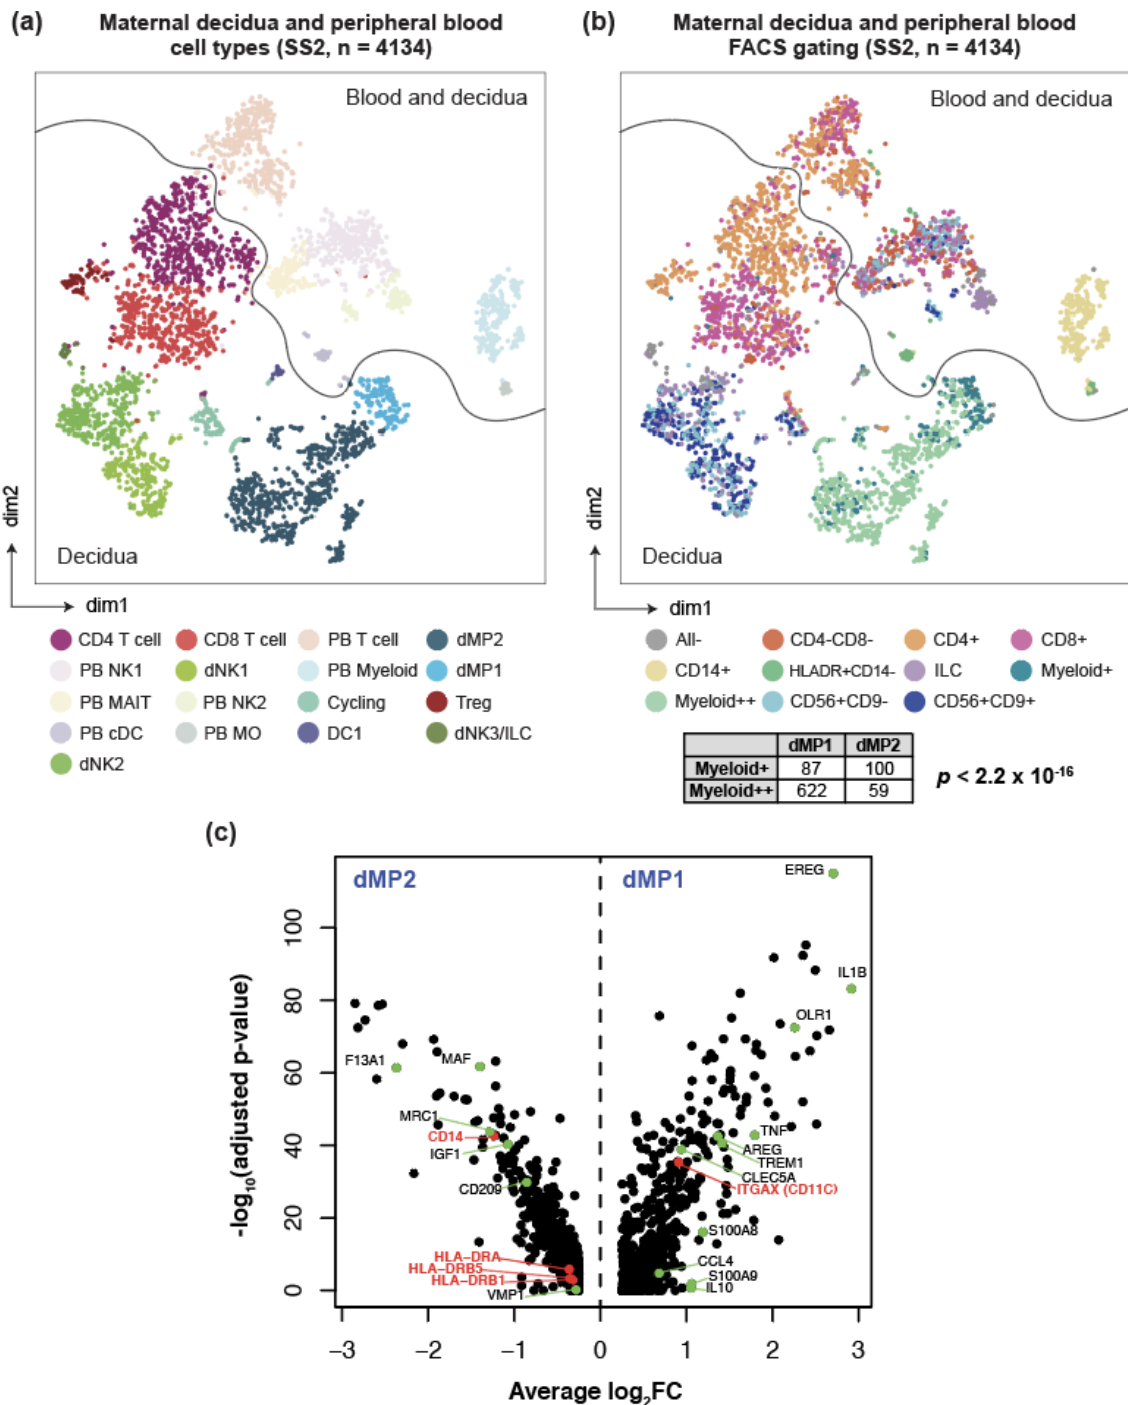 (a)
Maternal decidua and peripheral blood
cell types (SS2, n = 4134)
Blood and decidua
Decidua
dim2
dim1
CD4 T cell
CD8 T cell
PB T cell
dMP2
PB NK1
dNK1
PB Myeloid
dMP1
PB MAIT
PB NK2
Cycling
Treg
PB cDC
PB MO
DC1
dNK3/ILC
dNK2
(b)
Maternal decidua and peripheral blood
FACS gating (SS2, n = 4134)
Blood and decidua
Decidua
dim2
dim1
All-
CD4-CD8-
CD4+
CD8+
CD14+
HLADR+CD14-
ILC
Myeloid+
Myeloid++
CD56+CD9-
CD56+CD9+
dMP1 dMP2
Myeloid+ 87 100
Myeloid++ 622 59
p < 2.2 x 10-16
(c)
dMP2
dMP1
EREG
IL1B
OLR1
F13A1
MAF
MRC1
CD14
IGF1
CD209
TNF
AREG
TREM1
CLEC5A
ITGAX (CD11C)
S100A8
HLA-DRA
HLA-DRB5
HLA-DRB1
VMP1
CCL4
S100A9
IL10
-log10(adjusted p-value)
100
80
60
40
20
0
−3 −2 −1 0 1 2 3
Average log2FC